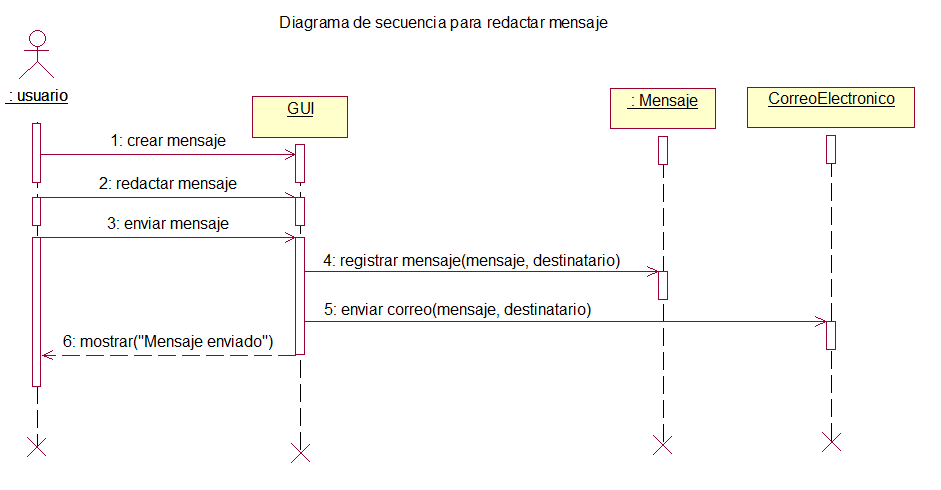 Diagrama de secuencia para redactar mensaje
: usuario
GUI
: Mensaje
CorreoElectronico
1: crear mensaje
2: redactar mensaje
3: enviar mensaje
4: registrar mensaje(mensaje, destinatario)
5: enviar correo(mensaje, destinatario)
6: mostrar("Mensaje enviado")